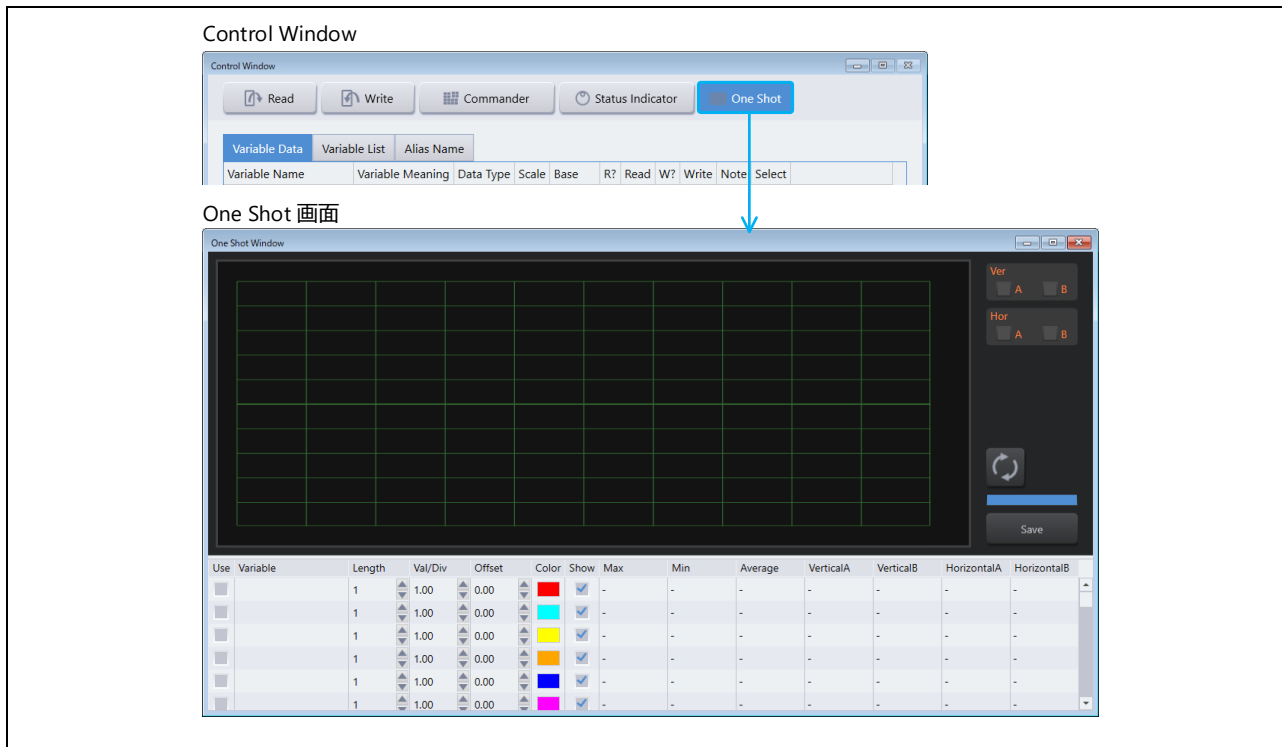 Control Window
Control Window
Read Write Commander Status Indicator One Shot
Variable Data Variable List Alias Name
Variable Name Variable Meaning Data Type Scale Base R? Read W? Write Note Select
One Shot 画面
One Shot Window
Ver
A B
Hor
A B
Save
Use Variable Length Val/Div Offset Color Show Max Min Average VerticalA VerticalB HorizontalA HorizontalB
1 1.00 0.00 - - - - - - -
1 1.00 0.00 - - - - - - -
1 1.00 0.00 - - - - - - -
1 1.00 0.00 - - - - - - -
1 1.00 0.00 - - - - - - -
1 1.00 0.00 - - - - - - -